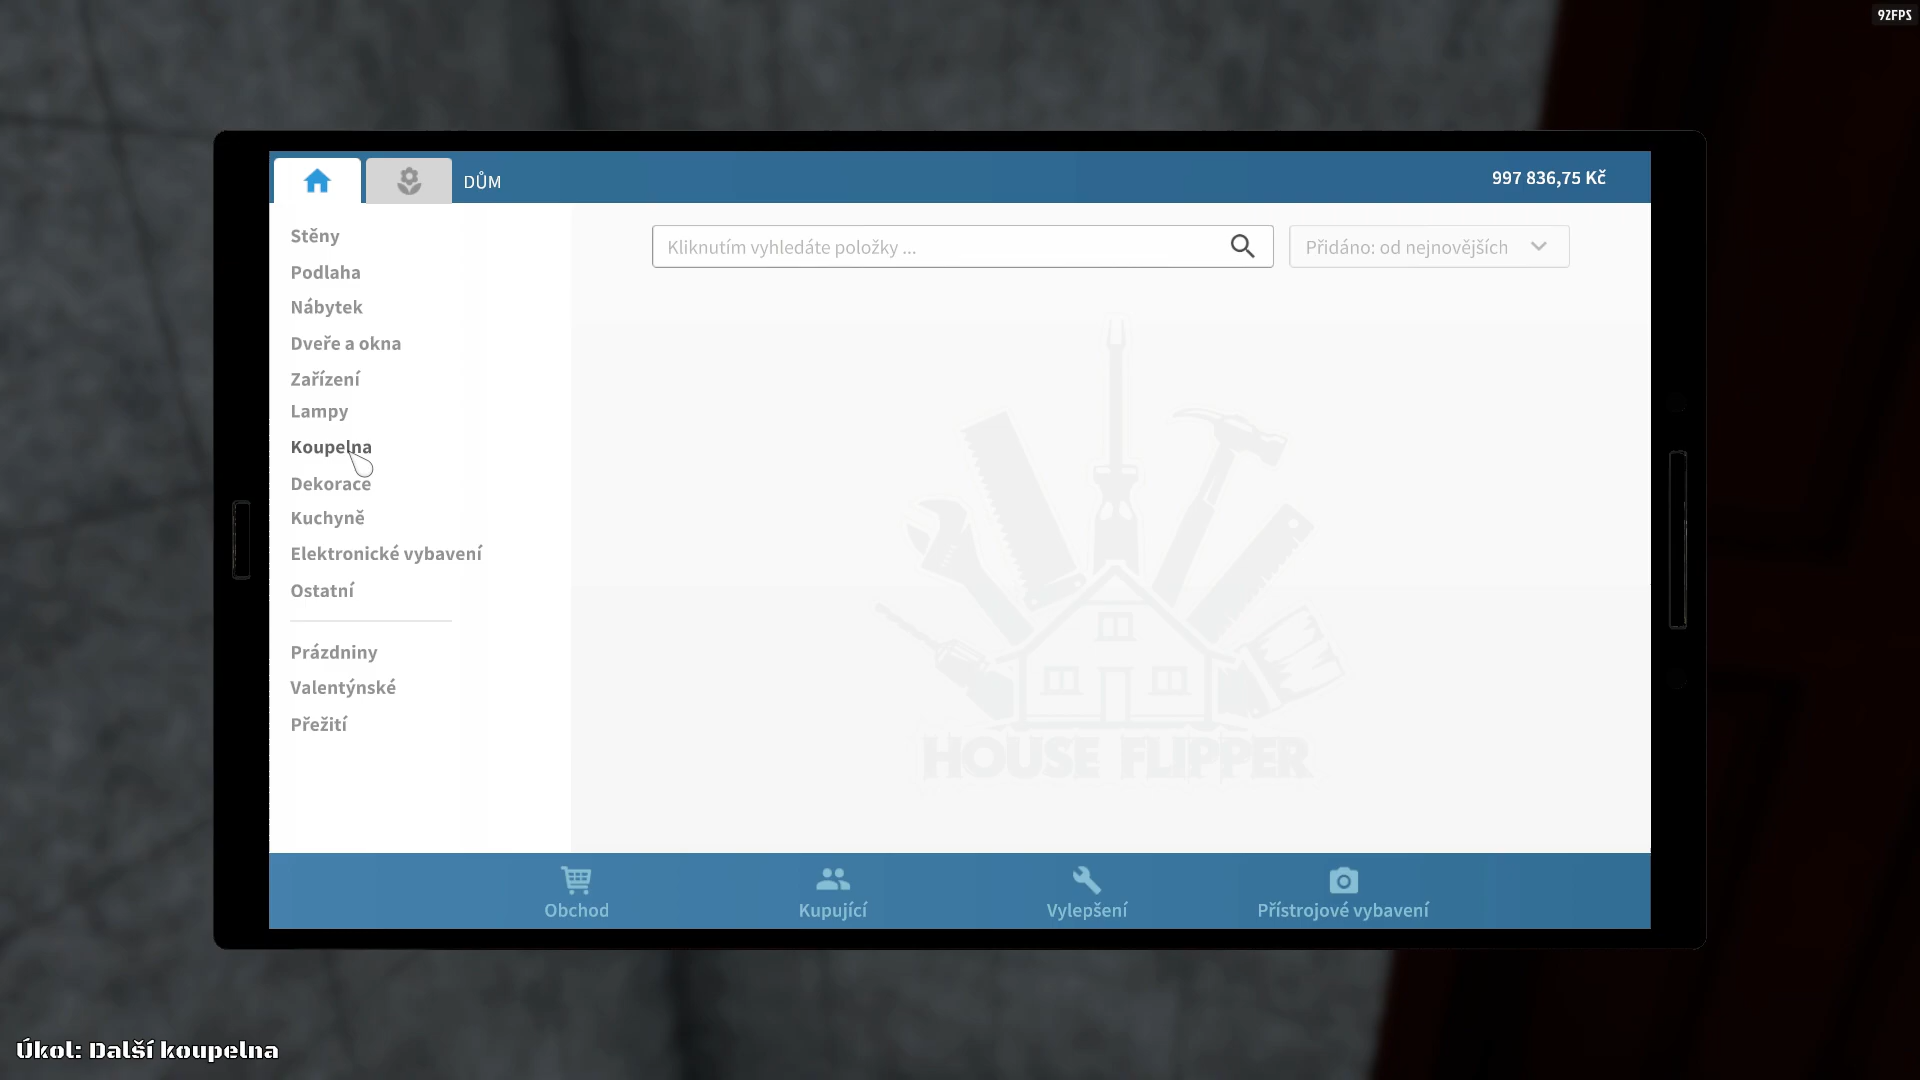 92FPS
DŮM
997 836,75 Kč
Stěny
Podlaha
Nábytek
Dveře a okna
Zařízení
Lampy
Koupelna
Dekorace
Kuchyně
Elektronické vybavení
Ostatní
Prázdniny
Valentýnské
Přežití
Kliknutím vyhledáte položky ...
Přidáno: od nejnovějších
HOUSE FLIPPER
Obchod
Kupující
Vylepšení
Přístrojové vybavení
Úkol: Další koupelna